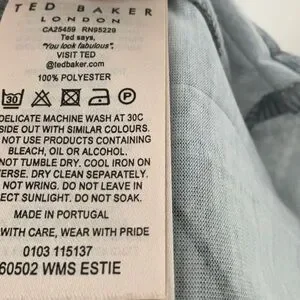 TED BAKER
LONDON
CA25459 RN95229
Ted says,
"You look fabulous".
VISIT TED
@tedbaker.com
100% POLYESTER
30 P
DELICATE MACHINE WASH AT 30C
SIDE OUT WITH SIMILAR COLOURS.
NOT USE PRODUCTS CONTAINING
BLEACH, OIL OR ALCOHOL.
NOT TUMBLE DRY. COOL IRON ON
ERSE. DRY CLEAN SEPARATELY.
NOT WRING. DO NOT LEAVE IN
ECT SUNLIGHT. DO NOT SOAK.
MADE IN PORTUGAL
WITH CARE, WEAR WITH PRIDE
0103 115137
60502 WMS ESTIE